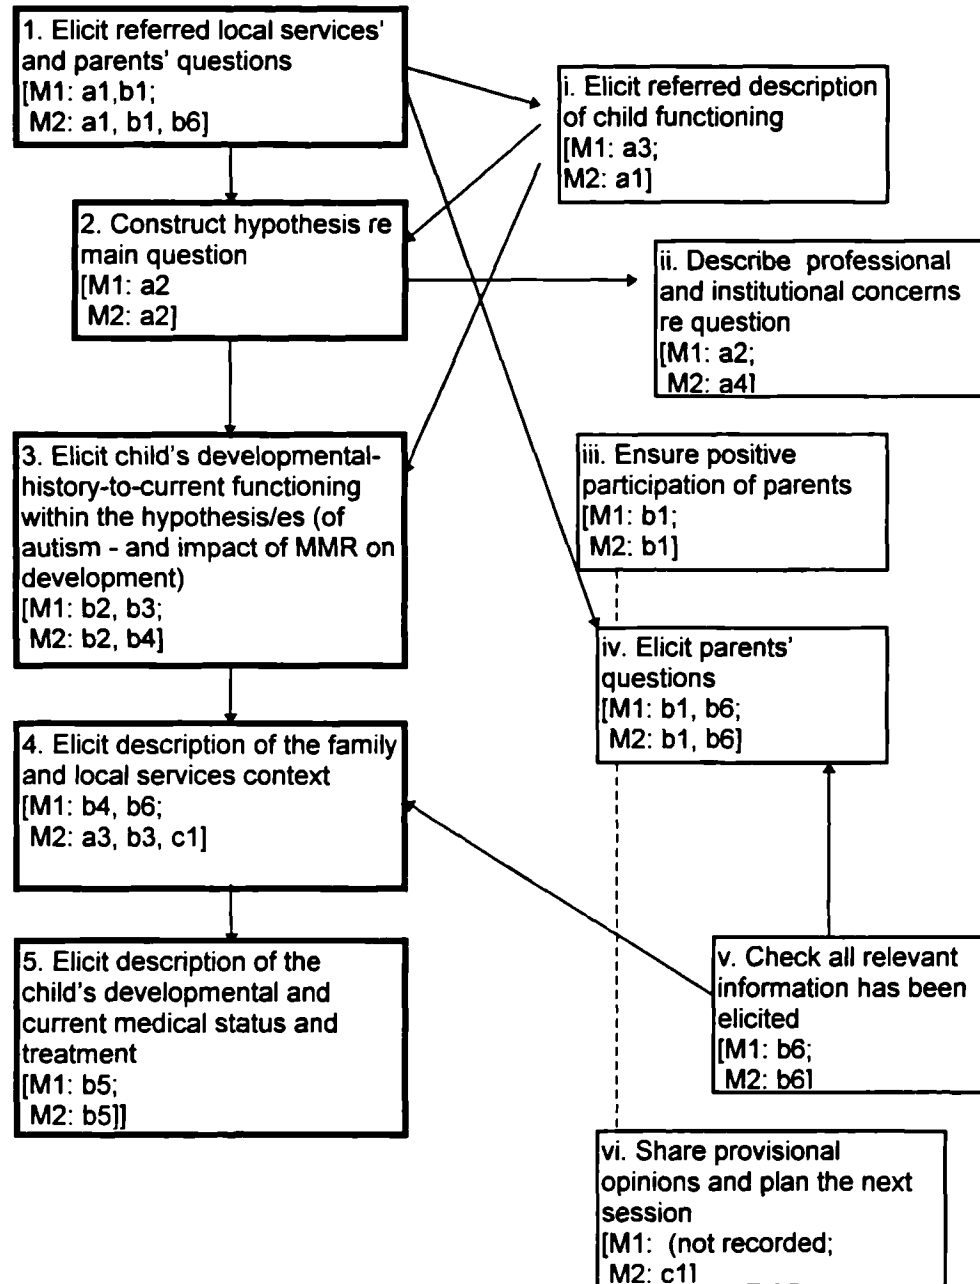 1. Elicit referred local services'
and parents' questions
[M1: a1,b1;
M2: a1, b1, b6]
i. Elicit referred description
of child functioning
[M1: a3;
M2: a1]
2. Construct hypothesis re
main question
[M1: a2
M2: a2]
ii. Describe professional
and institutional concerns
re question
[M1: a2;
M2: a4]
3. Elicit child's developmental-
history-to-current functioning
within the hypothesis/es (of
autism - and impact of MMR on
development)
[M1: b2, b3;
M2: b2, b4]
iii. Ensure positive
participation of parents
[M1: b1;
M2: b1]
iv. Elicit parents'
questions
[M1: b1, b6;
M2: b1, b6]
4. Elicit description of the family
and local services context
[M1: b4, b6;
M2: a3, b3, c1]
5. Elicit description of the
child's developmental and
current medical status and
treatment
[M1: b5;
M2: b5]]
v. Check all relevant
information has been
elicited
[M1: b6;
M2: b6]
vi. Share provisional
opinions and plan the next
session
[M1: (not recorded;
M2: c1]